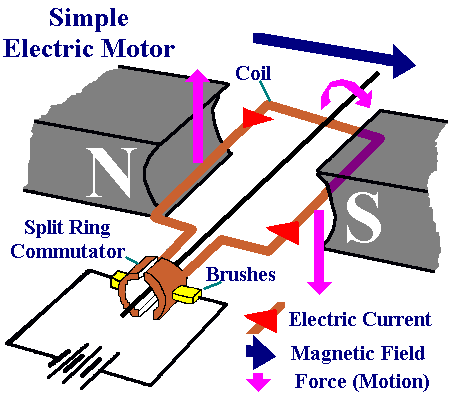 Simple
Electric Motor
Coil
N
S
Split Ring
Commutator
Brushes
Electric Current
Magnetic Field
Force (Motion)